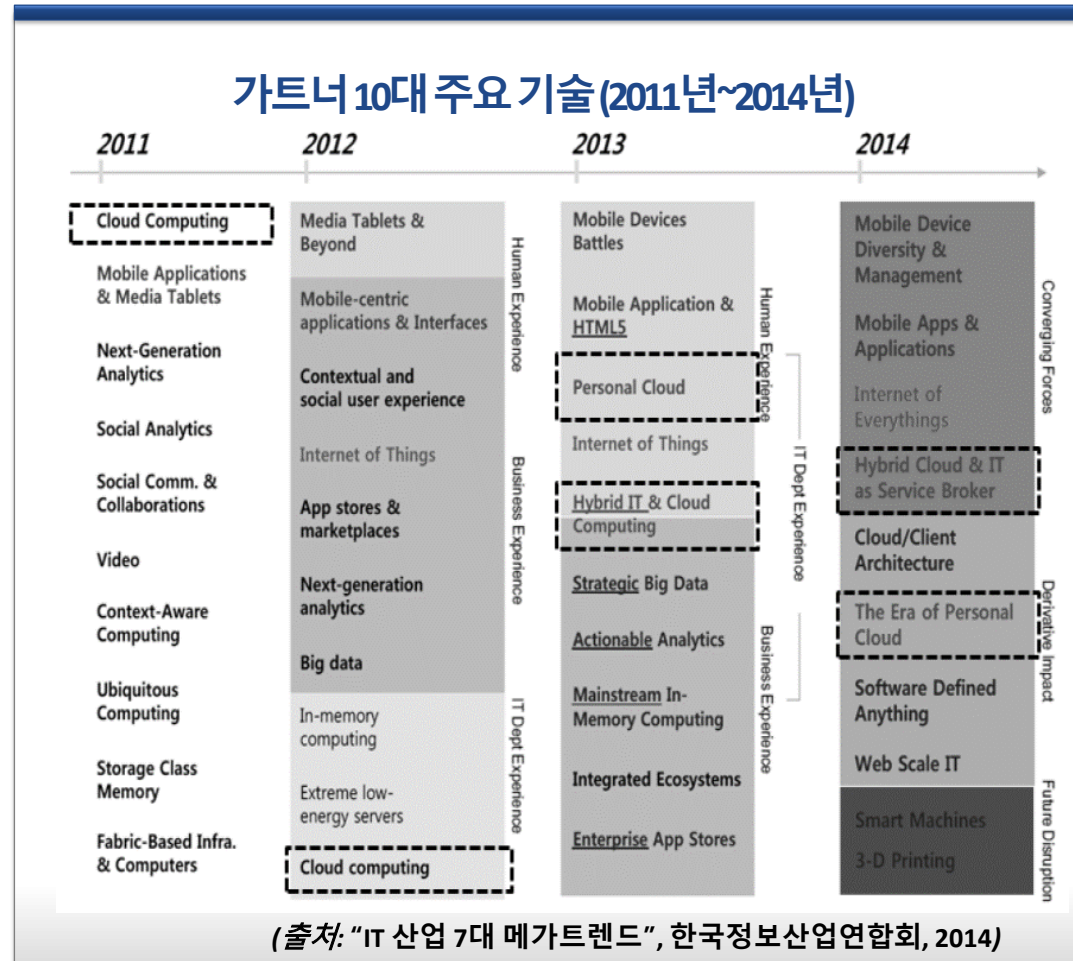 가트너 10대 주요 기술 (2011년~2014년)
2011
Cloud Computing
Mobile Applications
& Media Tablets
Next-Generation
Analytics
Social Analytics
Social Comm. &
Collaborations
Video
Context-Aware
Computing
Ubiquitous
Computing
Storage Class
Memory
Fabric-Based Infra.
& Computers
2012
Media Tablets &
Beyond
Mobile-centric
applications & Interfaces
Contextual and
social user experience
Internet of Things
App stores &
marketplaces
Next-generation
analytics
Big data
In-memory
computing
Extreme low-
energy servers
Cloud computing
Human Experience
Business Experience
IT Dept Experience
2013
Mobile Devices
Battles
Mobile Application &
HTML5
Personal Cloud
Internet of Things
Hybrid IT & Cloud
Computing
Strategic Big Data
Actionable Analytics
Mainstream In-
Memory Computing
Integrated Ecosystems
Enterprise App Stores
Human Experience
IT Dept Experience
Business Experience
2014
Mobile Device
Diversity &
Management
Mobile Apps &
Applications
Internet of
Everythings
Hybrid Cloud & IT
as Service Broker
Cloud/Client
Architecture
The Era of Personal
Cloud
Software Defined
Anything
Web Scale IT
Smart Machines
3-D Printing
Converging Forces
Derivative Impact
Future Disruption
(출처: “IT 산업 7대 메가트렌드”, 한국정보산업연합회, 2014)